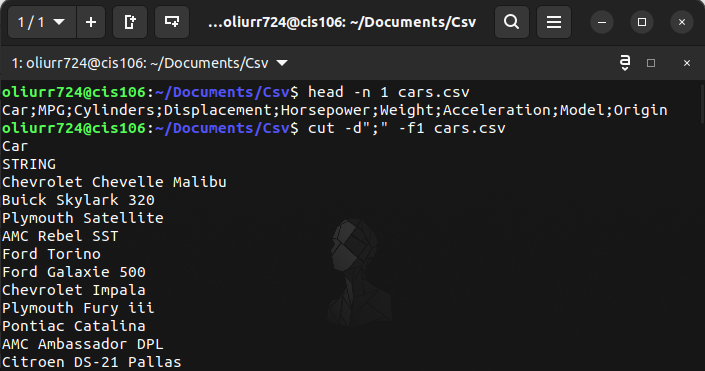 1 / 1
...oliurr724@cis106: ~/Documents/Csv
1: oliurr724@cis106: ~/Documents/Csv
a
oliurr724@cis106:~/Documents/Csv$ head -n 1 cars.csv
Car;MPG;Cylinders;Displacement;Horsepower;Weight;Acceleration;Model;Origin
oliurr724@cis106:~/Documents/Csv$ cut -d";" -f1 cars.csv
Car
STRING
Chevrolet Chevelle Malibu
Buick Skylark 320
Plymouth Satellite
AMC Rebel SST
Ford Torino
Ford Galaxie 500
Chevrolet Impala
Plymouth Fury iii
Pontiac Catalina
AMC Ambassador DPL
Citroen DS-21 Pallas